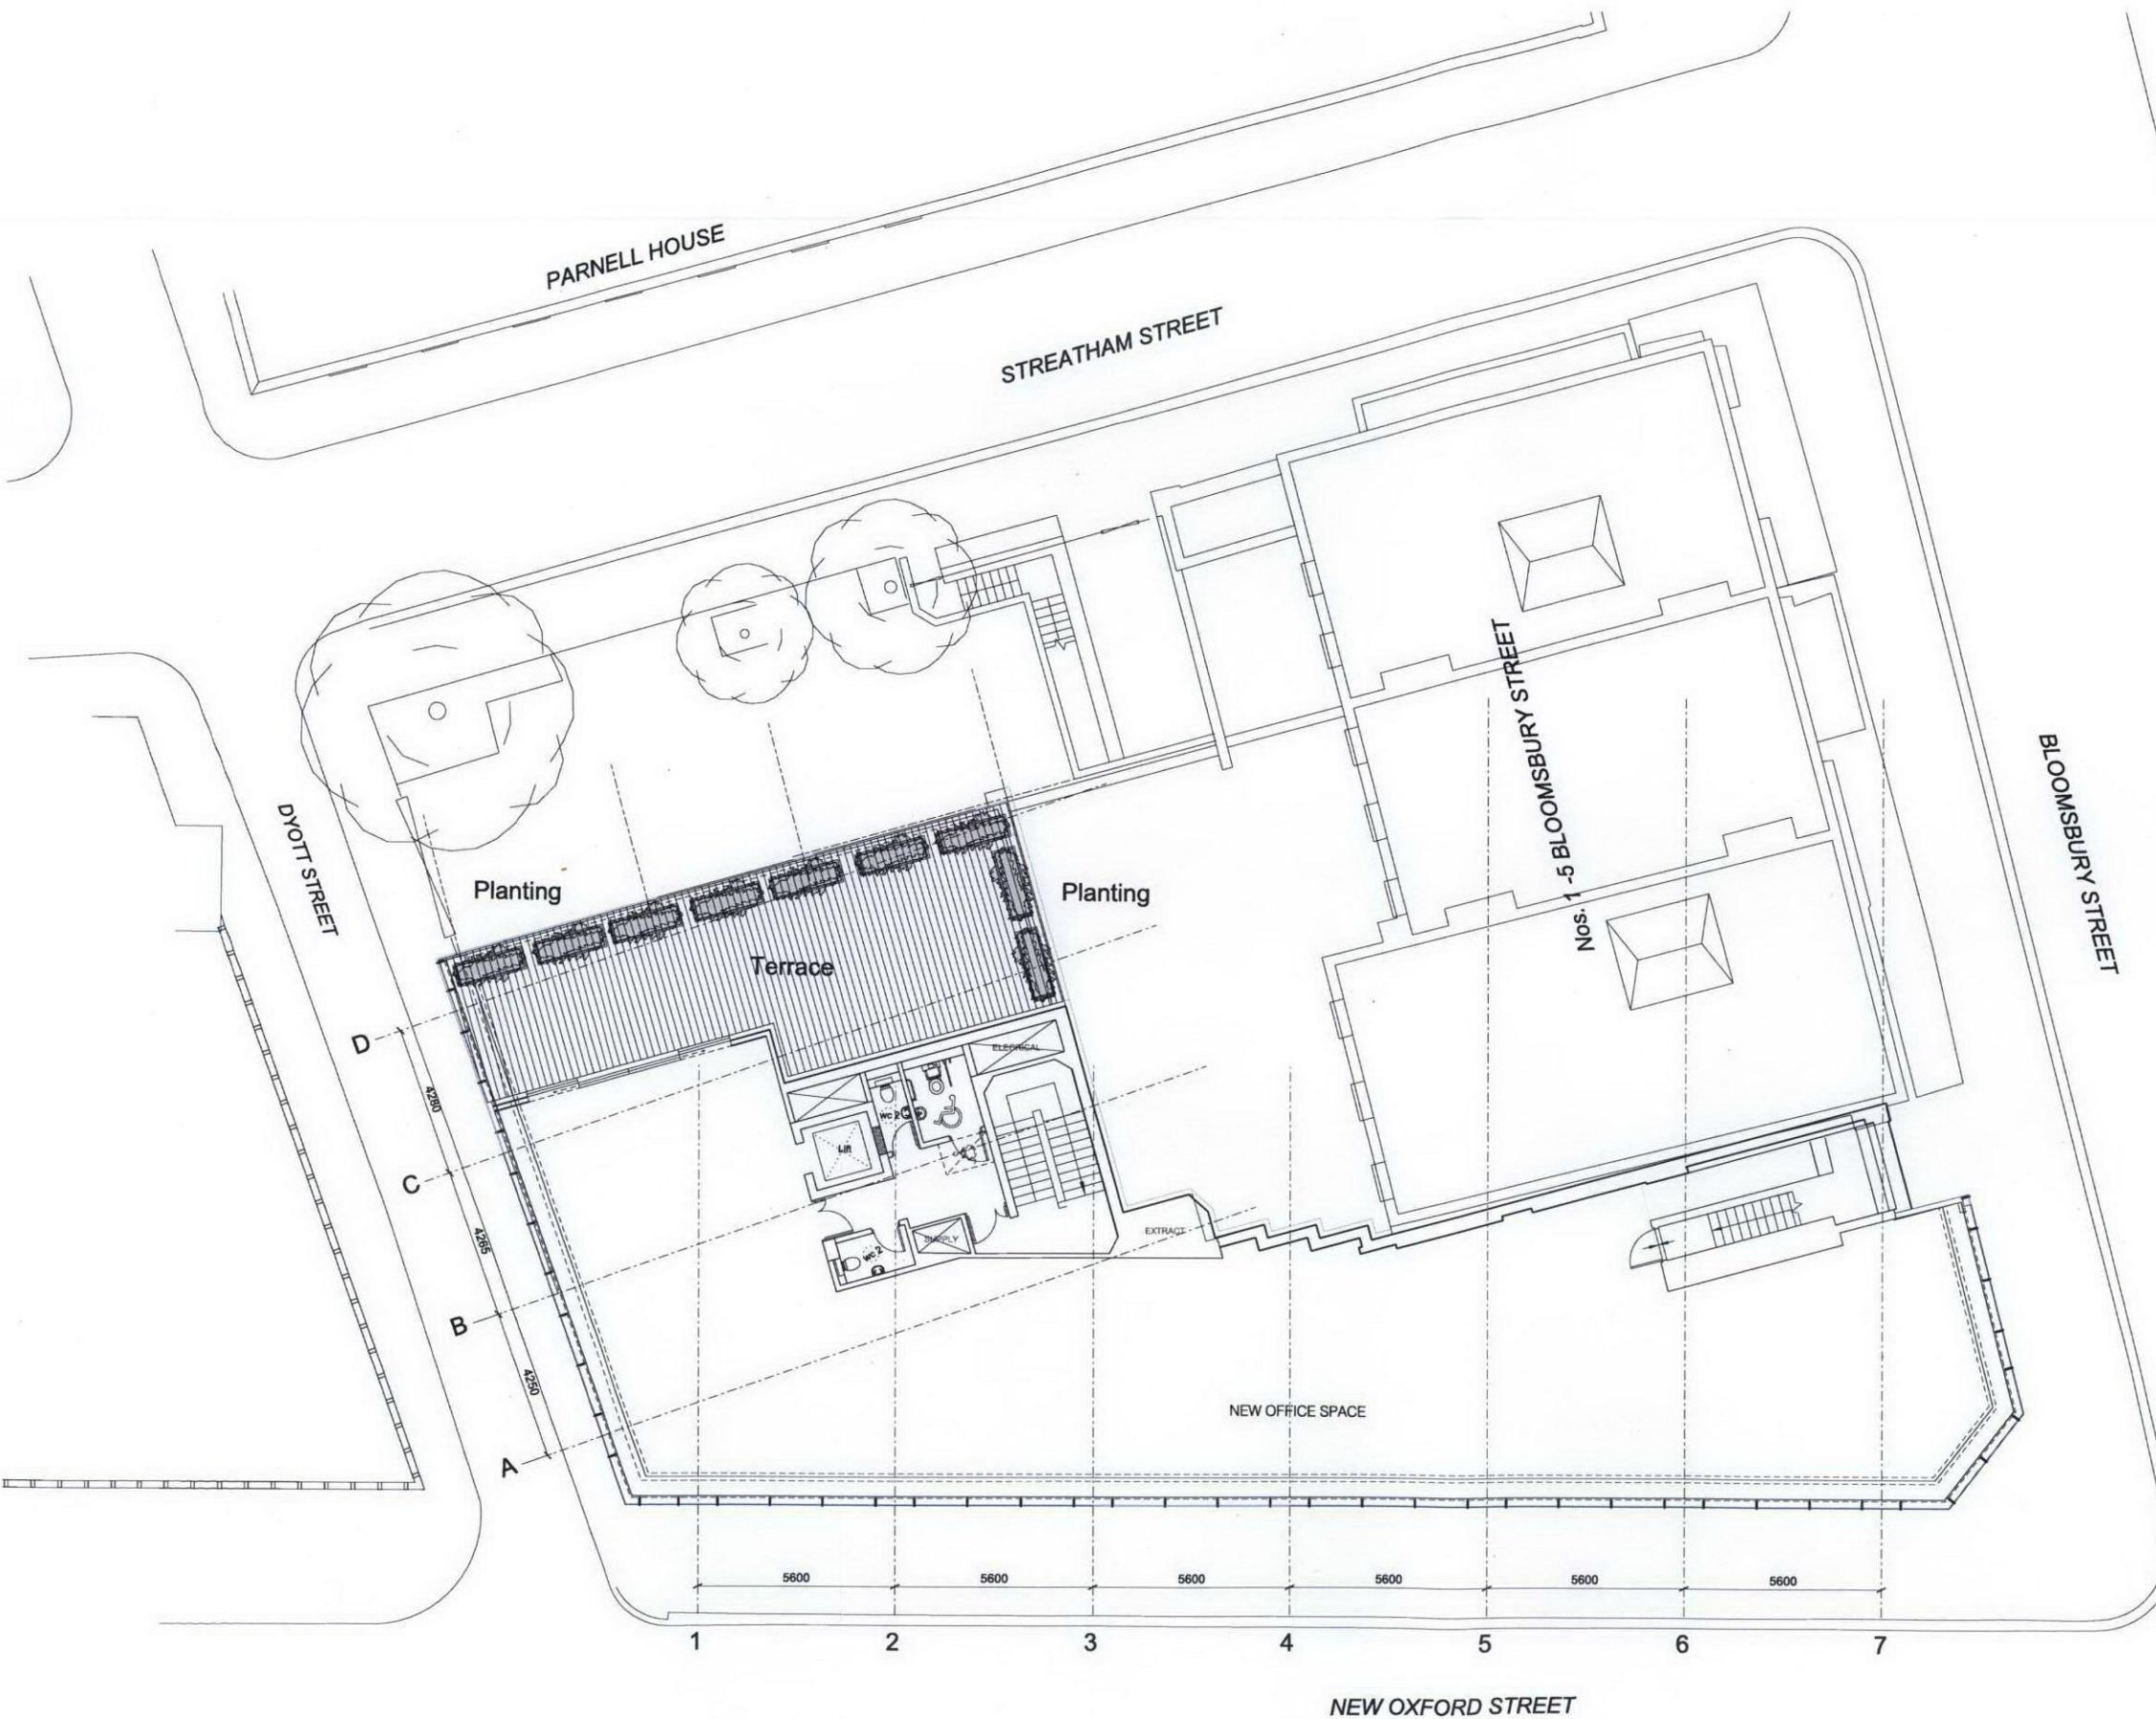 PARNELL HOUSE
STREATHAM STREET
Nos. 1 -5 BLOOMSBURY STREET
BLOOMSBURY STREET
DYOTT STREET
Planting
Planting
Terrace
D
4280
C
4265
B
4250
A
ELECRICAL
wc 2
Lift
SUPPLY
wc 2
EXTRACT
NEW OFFICE SPACE
5600
5600
5600
5600
5600
5600
1
2
3
4
5
6
7
NEW OXFORD STREET